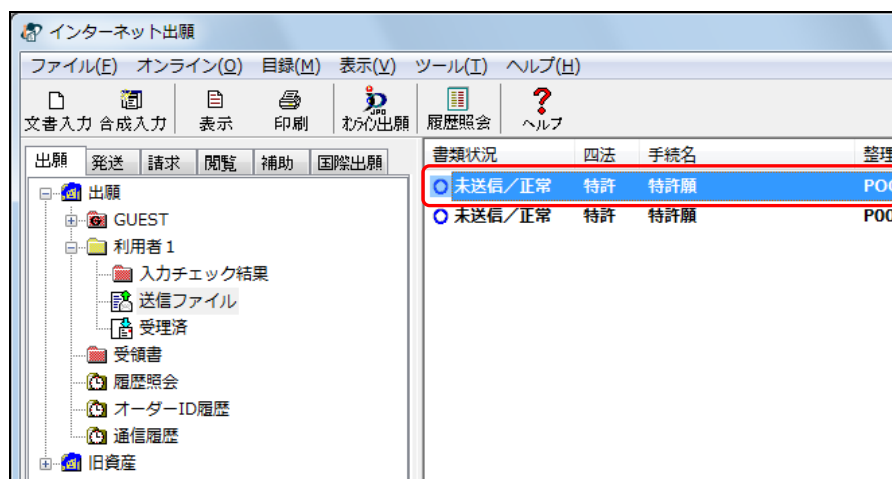 インターネット出願
ファイル(F) オンライン(O) 目録(M) 表示(V) ツール(T) ヘルプ(H)
文書入力 合成入力 表示 印刷 オンライン出願 履歴照会 ヘルプ
出願 発送 請求 閲覧 補助 国際出願
書類状況 四法 手続名 整理
未送信／正常 特許 特許願
未送信／正常 特許 特許願
出願
GUEST
利用者1
入力チェック結果
送信ファイル
受理済
受領書
履歴照会
オーダーID履歴
通信履歴
旧資産